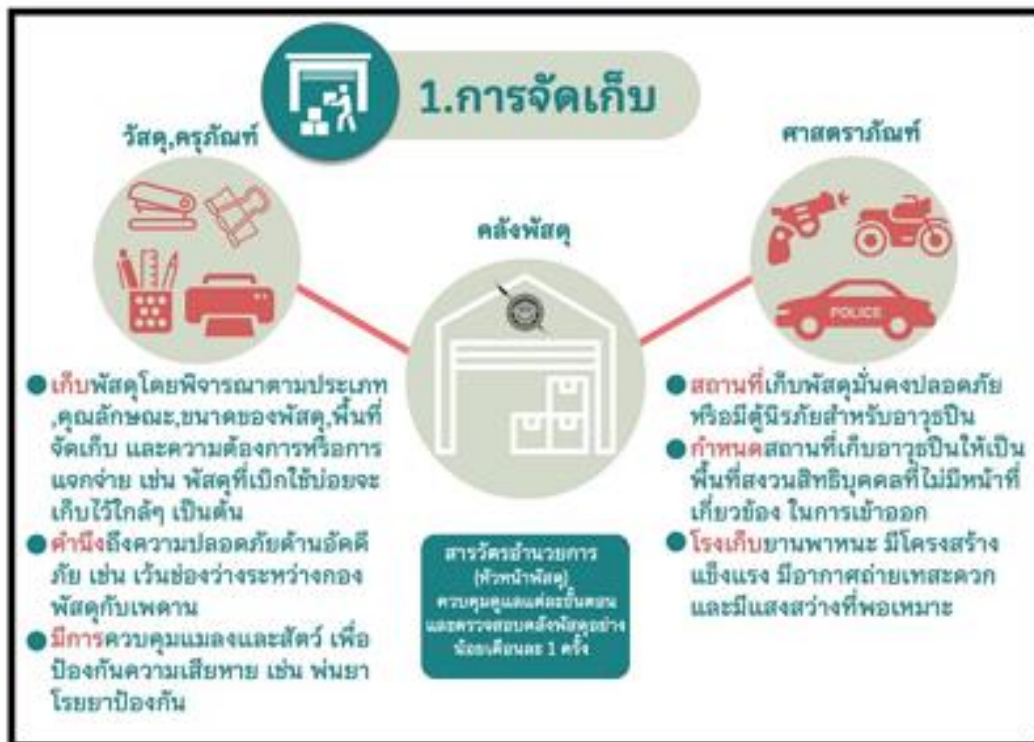 1.การจัดเก็บ
วัสดุ,ครุภัณฑ์
คลังพัสดุ
ศาสตราภัณฑ์
POLICE
เก็บพัสดุโดยพิจารณาตามประเภท
,คุณลักษณะ,ขนาดของพัสดุ,พื้นที่
จัดเก็บ และความต้องการหรือการ
แจกจ่าย เช่น พัสดุที่เบิกใช้บ่อยจะ
เก็บไว้ใกล้ๆ เป็นต้น
คำนึงถึงความปลอดภัยด้านอัคคี
ภัย เช่น เว้นช่องว่างระหว่างกอง
พัสดุกับเพดาน
มีการควบคุมแมลงและสัตว์ เพื่อ
ป้องกันความเสียหาย เช่น พ่นยา
โรยยาป้องกัน
สารวัตรอำนวยการ
(หัวหน้าพัสดุ)
ควบคุมดูแลแต่ละขั้นตอน
และตรวจสอบคลังพัสดุอย่าง
น้อยเดือนละ 1 ครั้ง
สถานที่เก็บพัสดุมั่นคงปลอดภัย
หรือมีตู้นิรภัยสำหรับอาวุธปืน
กำหนดสถานที่เก็บอาวุธปืนให้เป็น
พื้นที่สงวนสิทธิบุคคลที่ไม่มีหน้าที่
เกี่ยวข้อง ในการเข้าออก
โรงเก็บยานพาหนะ มีโครงสร้าง
แข็งแรง มีอากาศถ่ายเทสะดวก
และมีแสงสว่างที่พอเหมาะ